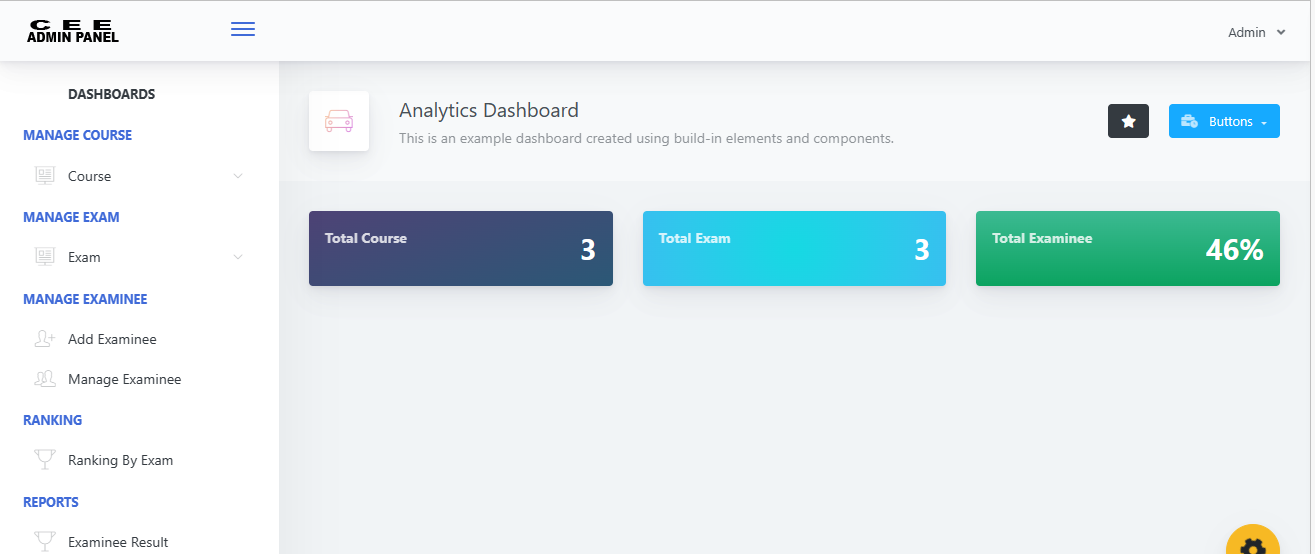 CEE
ADMIN PANEL
Admin
DASHBOARDS
MANAGE COURSE
Course
MANAGE EXAM
Exam
MANAGE EXAMINEE
Add Examinee
Manage Examinee
RANKING
Ranking By Exam
REPORTS
Examinee Result
Analytics Dashboard
This is an example dashboard created using build-in elements and components.
Buttons
Total Course
3
Total Exam
3
Total Examinee
46%